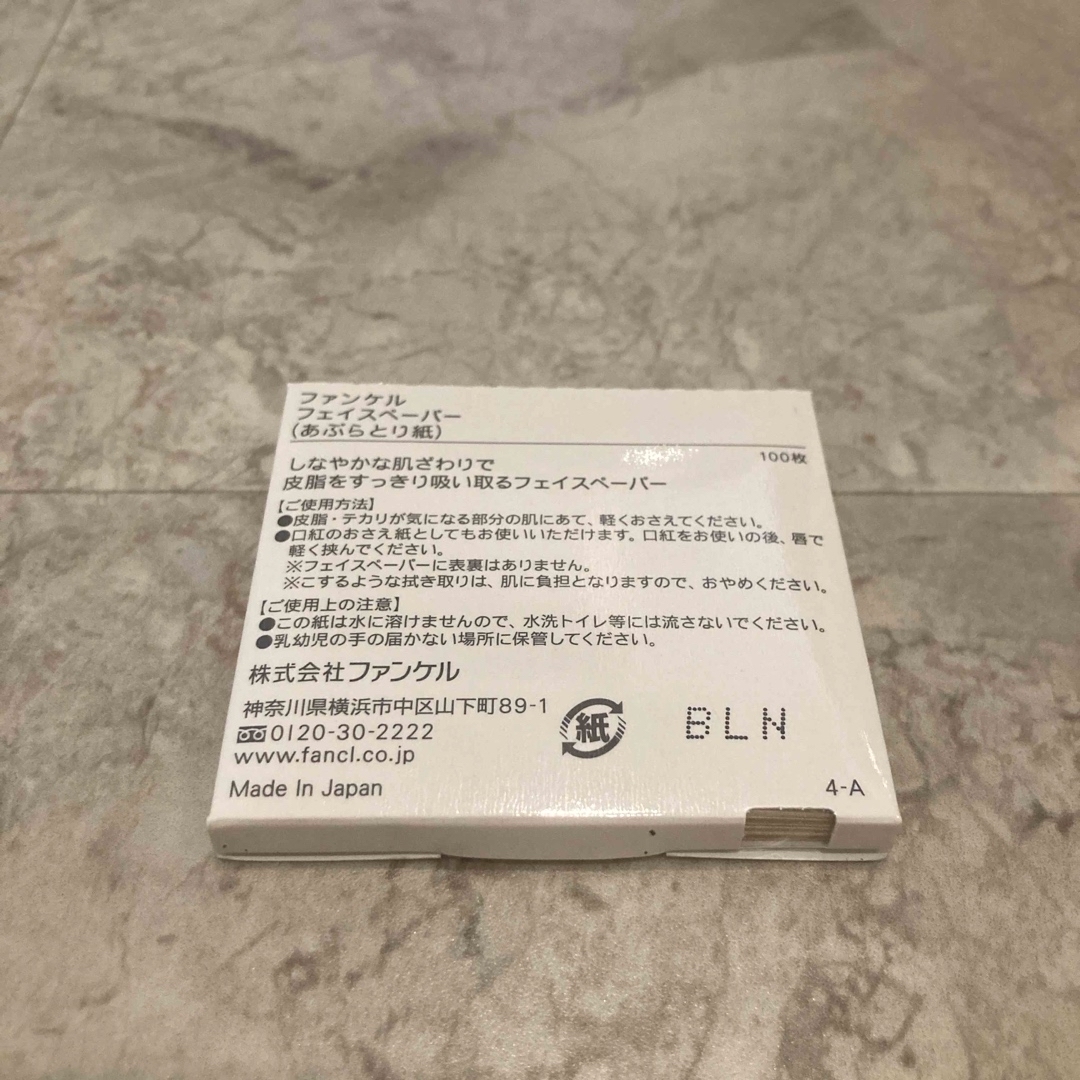 ファンケル
フェイスペーパー
(あぶらとり紙)
100枚
しなやかな肌ざわりで
皮脂をすっきり吸い取るフェイスペーパー
【ご使用方法】
●皮脂・テカリが気になる部分の肌にあて、軽くおさえてください。
●口紅のおさえ紙としてもお使いいただけます。口紅をお使いの後、唇で
軽く挟んでください。
※フェイスペーパーに表裏はありません。
※こするような拭き取りは、肌に負担となりますので、おやめください。
【ご使用上の注意】
●この紙は水に溶けませんので、水洗トイレ等には流さないでください。
●乳幼児の手の届かない場所に保管してください。
株式会社ファンケル
神奈川県横浜市中区山下町89-1
0120-30-2222
www.fancl.co.jp
紙
BLN
Made In Japan
4-A